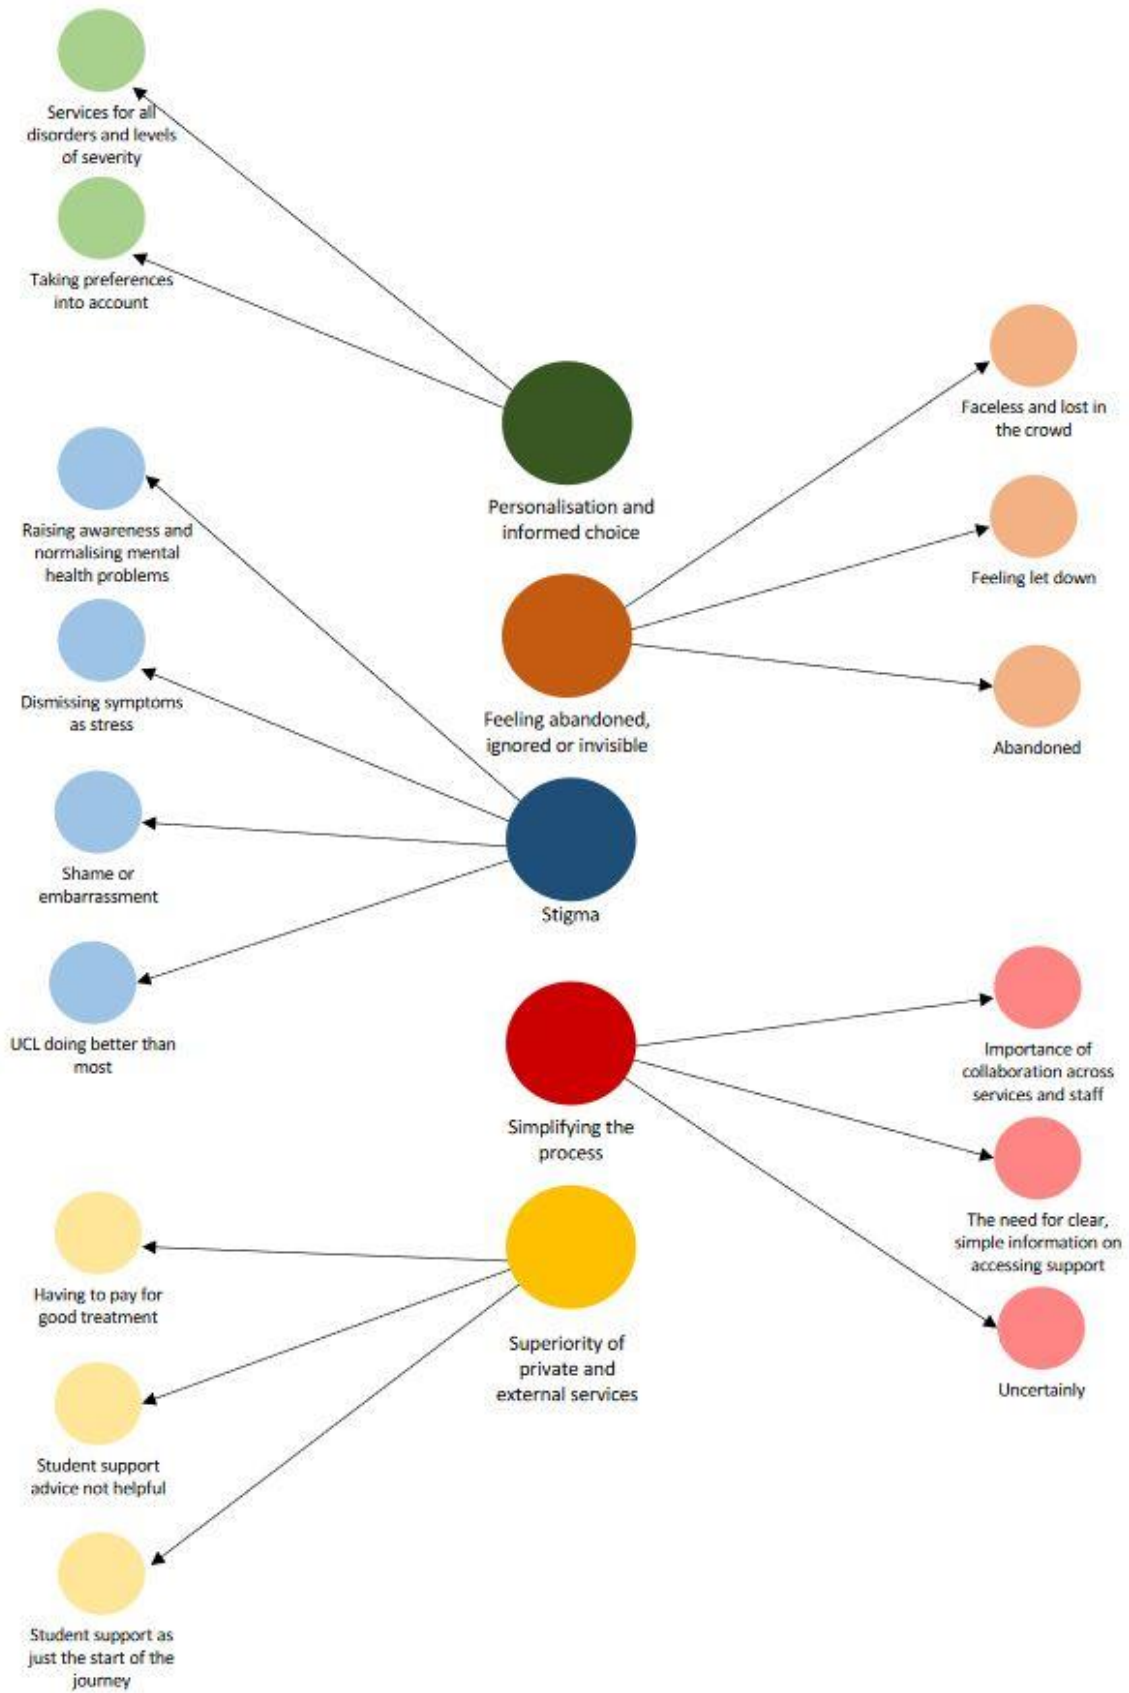 Services for all
disorders and levels
of severity
Taking preferences
into account
Personalisation and
informed choice
Faceless and lost in
the crowd
Feeling let down
Abandoned
Feeling abandoned,
ignored or invisible
Raising awareness and
normalising mental
health problems
Dismissing symptoms
as stress
Shame or
embarrassment
UCL doing better than
most
Stigma
Simplifying the
process
Importance of
collaboration across
services and staff
The need for clear,
simple information on
accessing support
Uncertainly
Superiority of
private and
external services
Having to pay for
good treatment
Student support
advice not helpful
Student support as
just the start of the
journey